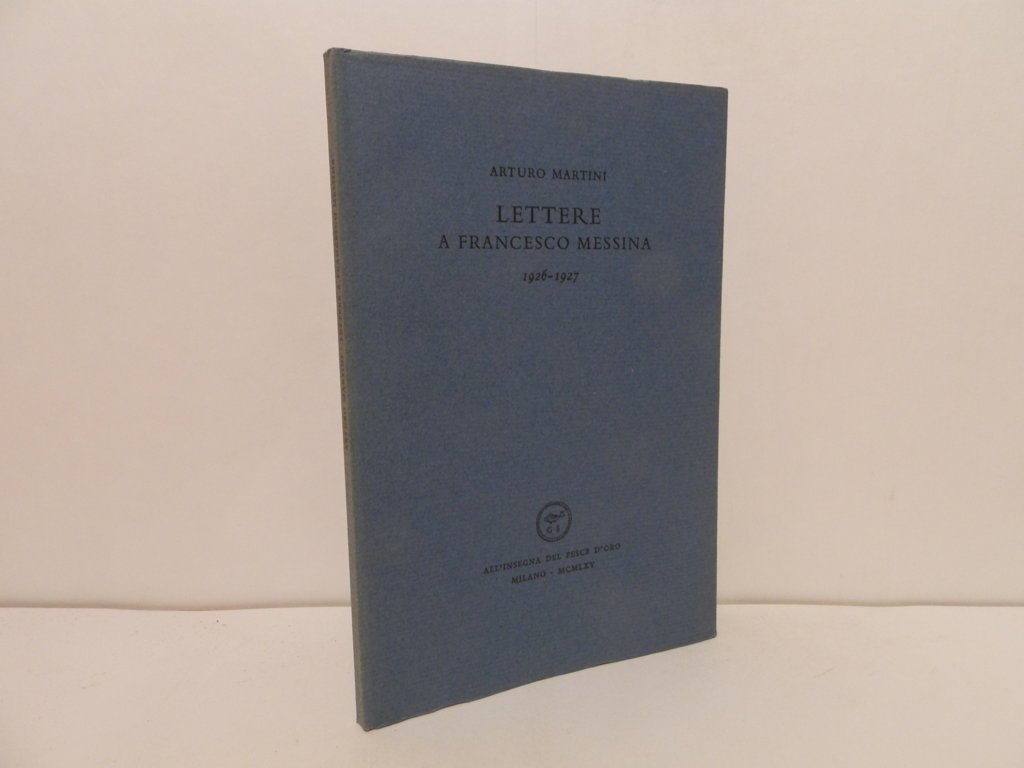 ARTURO MARTINI
LETTERE
A FRANCESCO MESSINA
1926-1927
ALL'INSEGNA DEL PESCE D'ORO
MILANO - MCMLXV